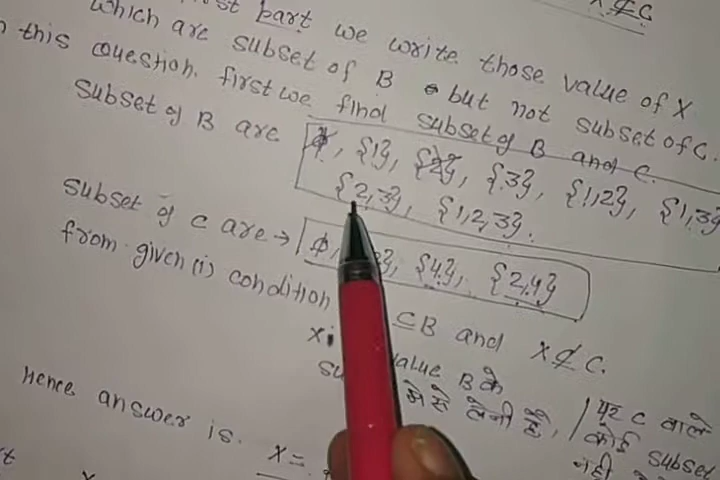 X ⊄ C
part we write those value of X
which are subset of B but not subset of C.
this question. first we find subset of B and C.
subset of B are ϕ, {1}, {2}, {3}, {1,2}, {1,3}
{2,3}, {1,2,3}.
subset of C are → ϕ, {4}, {2,4}
from given (i) condition ⊆B and X⊄C.
value B के
में से लेनी है, / पर C वाले
कोई subset
नहीं
Hence answer is.
X =